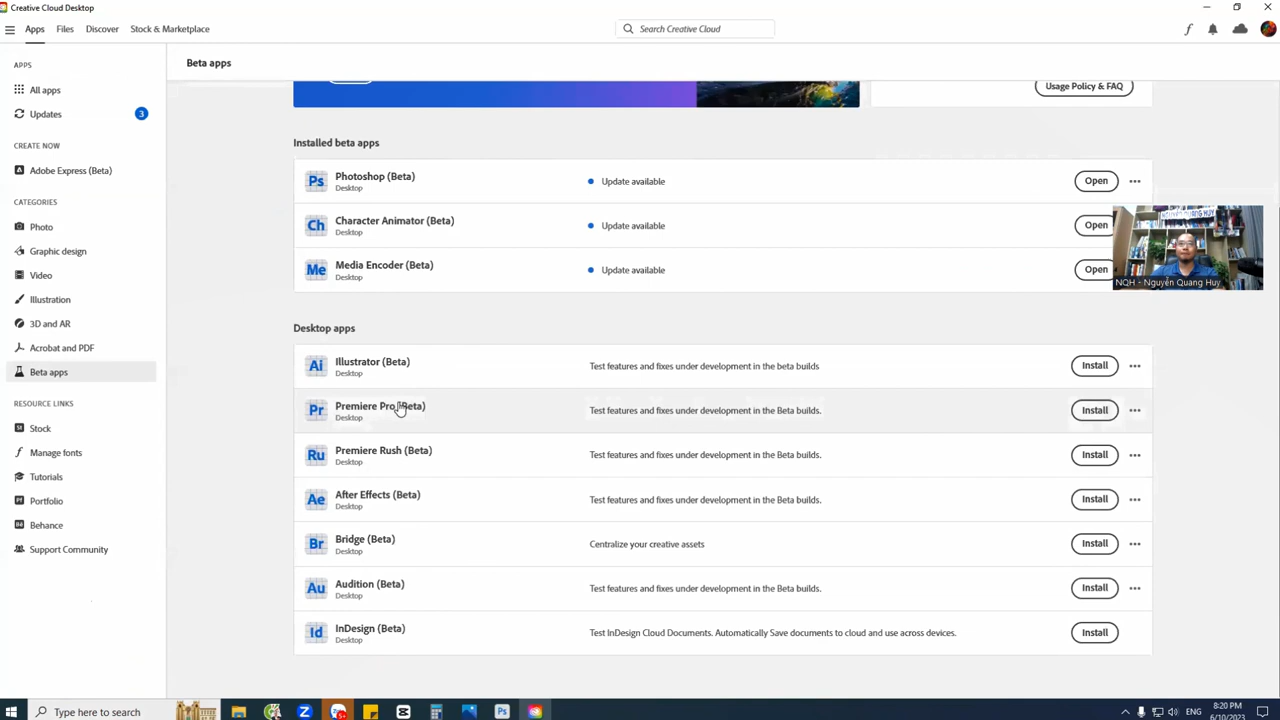 Creative Cloud Desktop
Apps Files Discover Stock & Marketplace
Search Creative Cloud
APPS
All apps
Updates 3
CREATE NOW
Adobe Express (Beta)
CATEGORIES
Photo
Graphic design
Video
Illustration
3D and AR
Acrobat and PDF
Beta apps
RESOURCE LINKS
Stock
Manage fonts
Tutorials
Portfolio
Behance
Support Community
Beta apps
Usage Policy & FAQ
Installed beta apps
Ps Photoshop (Beta) Update available Open
Desktop
Ch Character Animator (Beta) Update available Open
Desktop
Me Media Encoder (Beta) Update available Open
Desktop
NQH - Nguyễn Quang Huy
Desktop apps
Ai Illustrator (Beta) Test features and fixes under development in the beta builds Install
Desktop
Pr Premiere Pro (Beta) Test features and fixes under development in the Beta builds. Install
Desktop
Ru Premiere Rush (Beta) Test features and fixes under development in the Beta builds. Install
Desktop
Ae After Effects (Beta) Test features and fixes under development in the Beta builds. Install
Desktop
Br Bridge (Beta) Centralize your creative assets Install
Desktop
Au Audition (Beta) Test features and fixes under development in the Beta builds. Install
Desktop
Id InDesign (Beta) Test InDesign Cloud Documents. Automatically Save documents to cloud and use across devices. Install
Desktop
Type here to search
ENG
8:20 PM
6/10/2023